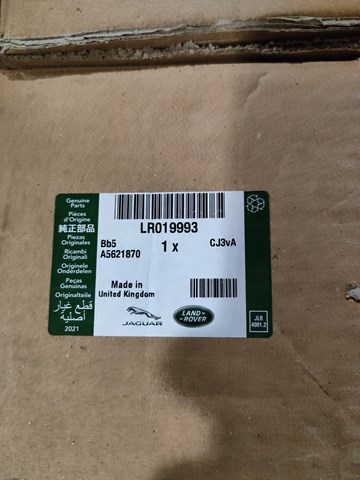 Genuine
Parts
Pièces
d'Origine
純正部品
Piezas
Originales
Ricambi
Originali
Originele
Onderdelen
Peças
Genuínas
Originalteile
قطع غيار
أصلية
2021
LR019993
Bb5
1 x
CJ3vA
A5621870
Made in
United Kingdom
JAGUAR
LAND
ROVER
JLR
4001.2